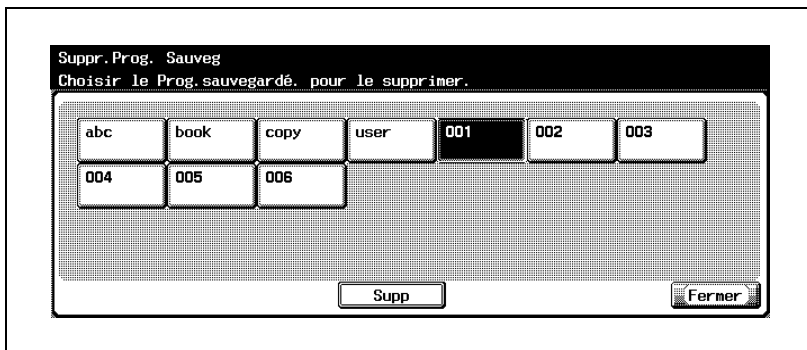 Suppr.Prog. Sauveg
Choisir le Prog.sauvegardé. pour le supprimer.
abc book copy user 001 002 003
004 005 006
Supp Fermer